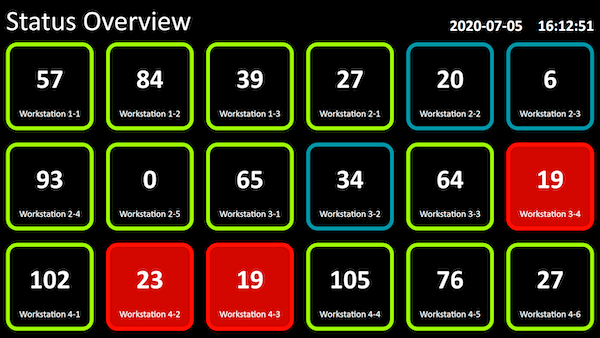 Status Overview
2020-07-05 16:12:51
57 84 39 27 20 6
Workstation 1-1 Workstation 1-2 Workstation 1-3 Workstation 2-1 Workstation 2-2 Workstation 2-3
93 0 65 34 64 19
Workstation 2-4 Workstation 2-5 Workstation 3-1 Workstation 3-2 Workstation 3-3 Workstation 3-4
102 23 19 105 76 27
Workstation 4-1 Workstation 4-2 Workstation 4-3 Workstation 4-4 Workstation 4-5 Workstation 4-6